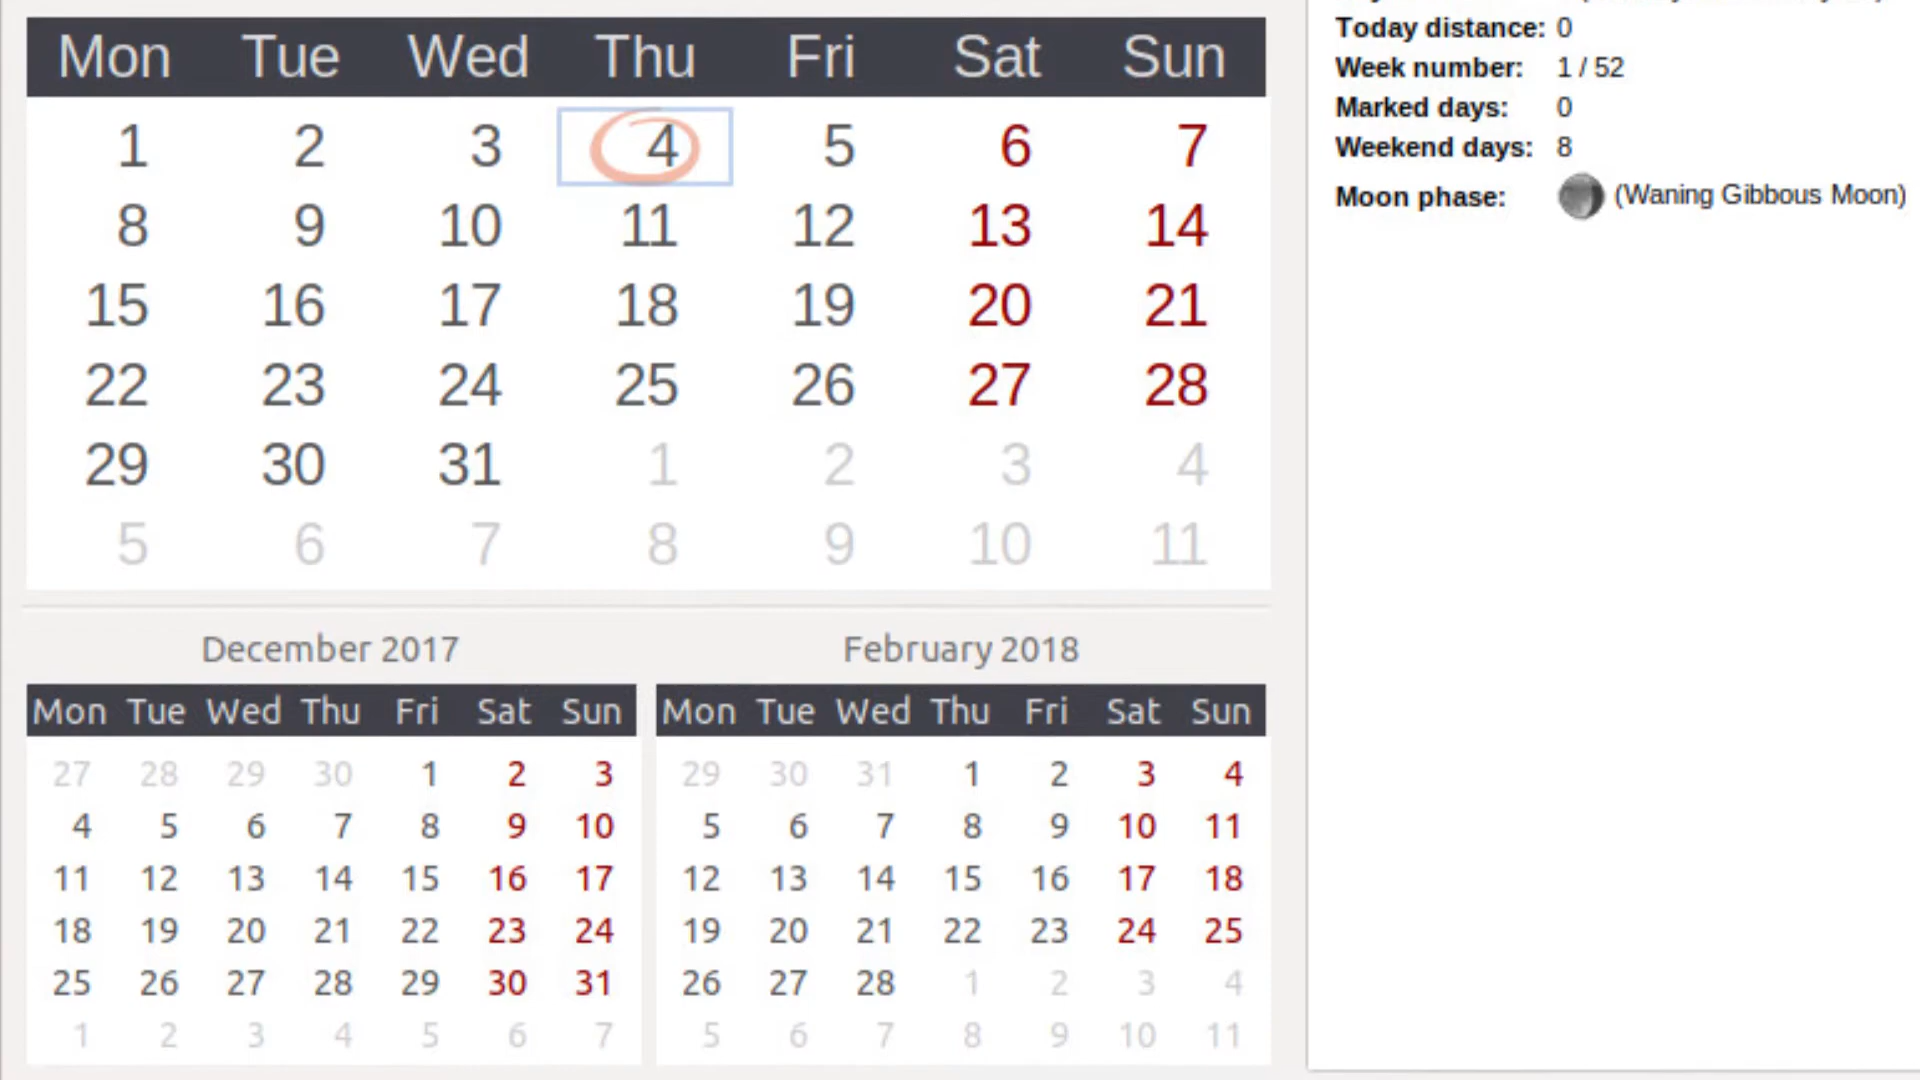 Mon Tue Wed Thu Fri Sat Sun
1 2 3 4 5 6 7
8 9 10 11 12 13 14
15 16 17 18 19 20 21
22 23 24 25 26 27 28
29 30 31 1 2 3 4
5 6 7 8 9 10 11
December 2017
Mon Tue Wed Thu Fri Sat Sun
27 28 29 30 1 2 3
4 5 6 7 8 9 10
11 12 13 14 15 16 17
18 19 20 21 22 23 24
25 26 27 28 29 30 31
1 2 3 4 5 6 7
February 2018
Mon Tue Wed Thu Fri Sat Sun
29 30 31 1 2 3 4
5 6 7 8 9 10 11
12 13 14 15 16 17 18
19 20 21 22 23 24 25
26 27 28 1 2 3 4
5 6 7 8 9 10 11
Today distance: 0
Week number: 1 / 52
Marked days: 0
Weekend days: 8
Moon phase: (Waning Gibbous Moon)